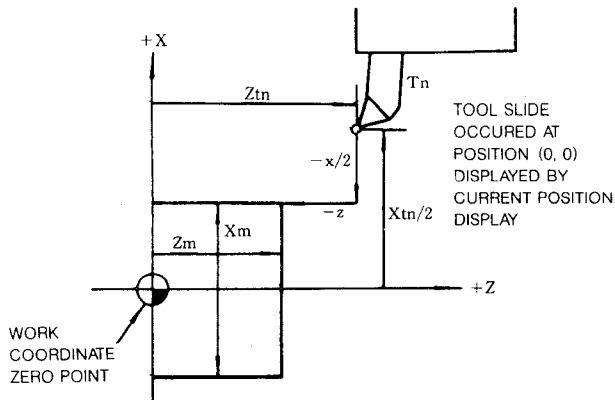 +X
Ztn
Tn
TOOL SLIDE
OCCURED AT
POSITION (0, 0)
DISPLAYED BY
CURRENT POSITION
DISPLAY
−x/2
−z
Xtn/2
Xm
Zm
+Z
WORK
COORDINATE
ZERO POINT